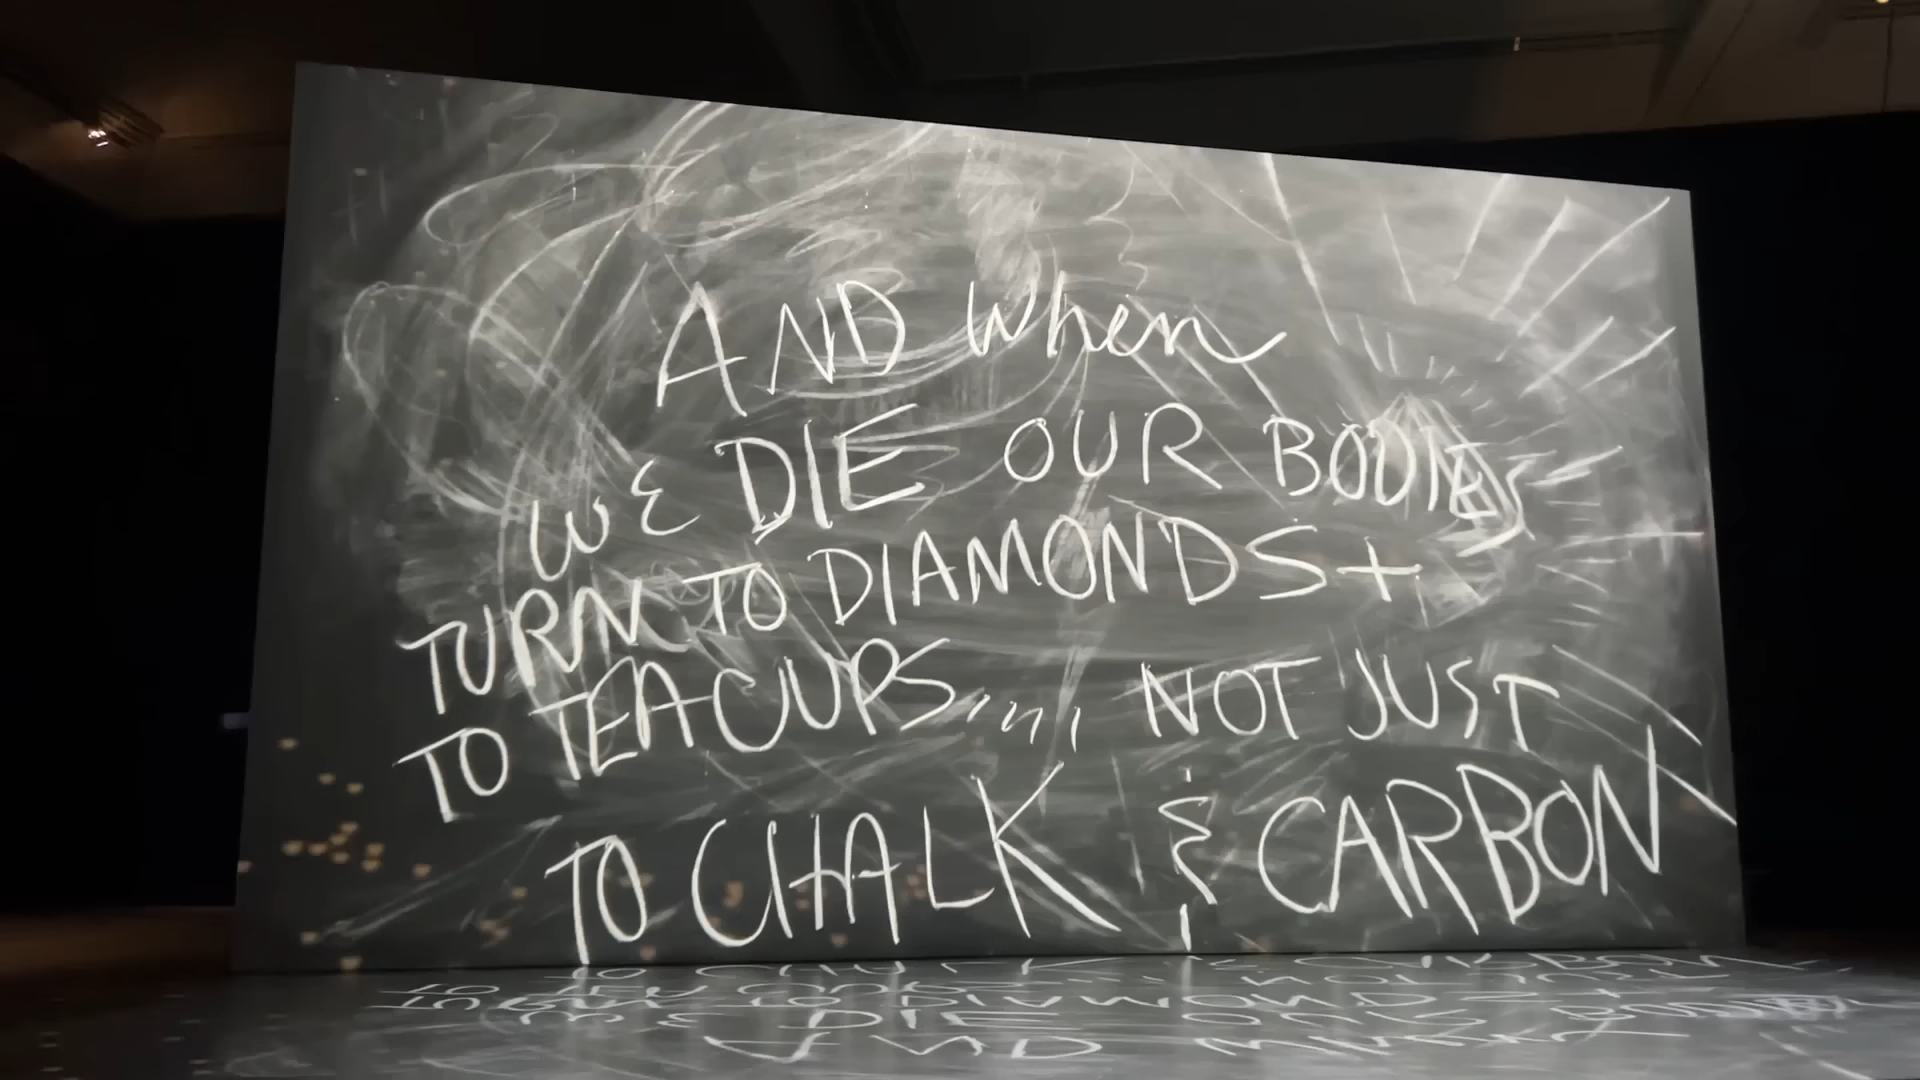 AND when
WE DIE OUR BODIES
TURN TO DIAMONDS +
TO TEACUPS,,,, NOT JUST
TO CHALK & CARBON